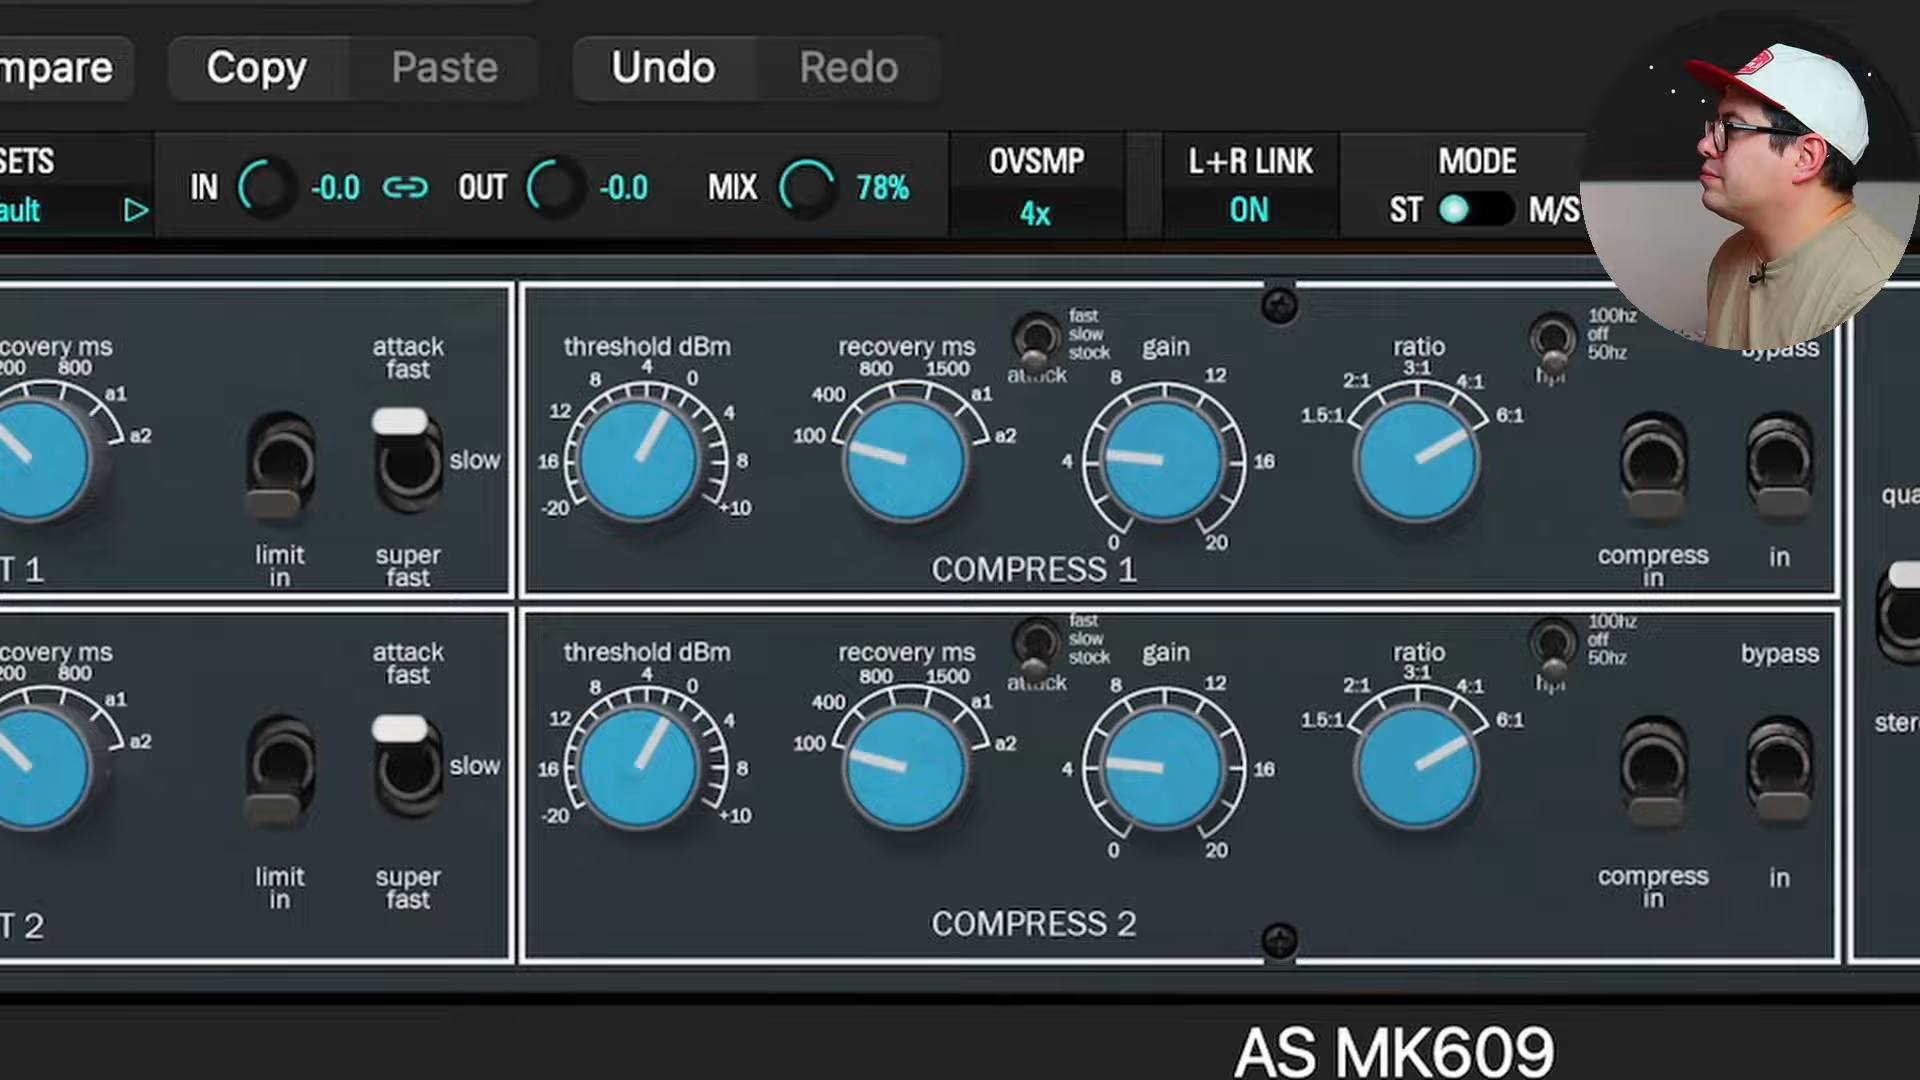 mpare Copy Paste Undo Redo
SETS
ault
IN -0.0 OUT -0.0 MIX 78%
OVSMP
4x
L+R LINK
ON
MODE
ST M/S
covery ms
200 800
a1
a2
attack
fast
slow
limit
in
super
fast
T 1
threshold dBm
-20 16 12 8 4 0 4 8 +10
recovery ms
100 400 800 1500 a1 a2
fast
slow
stock
attack
gain
0 4 8 12 16 20
ratio
1.5:1 2:1 3:1 4:1 6:1
100hz
off
50hz
bypass
compress
in
in
COMPRESS 1
covery ms
200 800
a1
a2
attack
fast
slow
limit
in
super
fast
T 2
threshold dBm
-20 16 12 8 4 0 4 8 +10
recovery ms
100 400 800 1500 a1 a2
fast
slow
stock
attack
gain
0 4 8 12 16 20
ratio
1.5:1 2:1 3:1 4:1 6:1
100hz
off
50hz
bypass
compress
in
in
COMPRESS 2
qua
ster
AS MK609